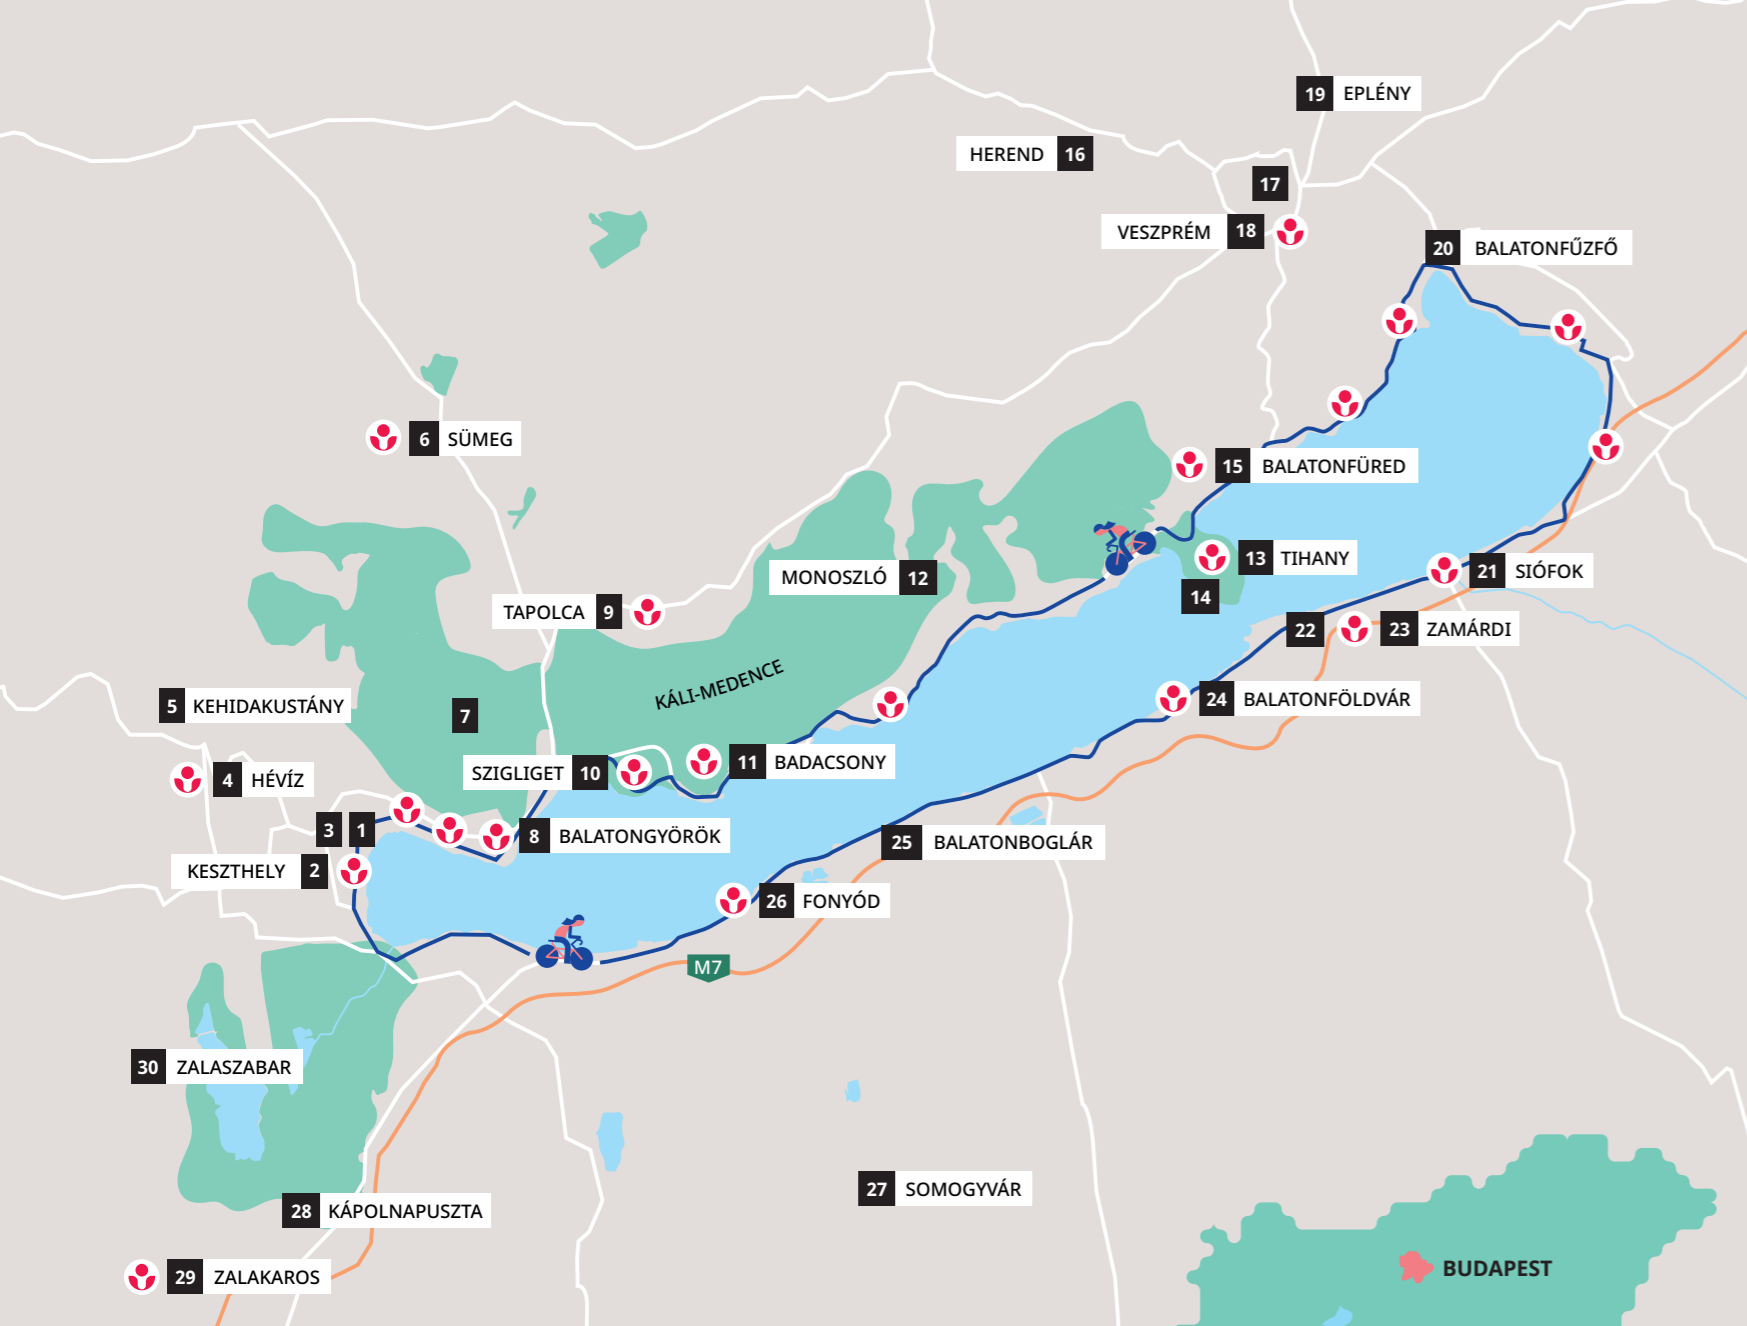 19 EPLÉNY
HEREND 16
17
VESZPRÉM 18
20 BALATONFŰZFŐ
6 SÜMEG
15 BALATONFÜRED
13 TIHANY
21 SIÓFOK
MONOSZLÓ 12
14
TAPOLCA 9
22
23 ZAMÁRDI
KÁLI-MEDENCE
24 BALATONFÖLDVÁR
5 KEHIDAKUSTÁNY
7
11 BADACSONY
SZIGLIGET 10
4 HÉVÍZ
3 1
8 BALATONGYÖRÖK
25 BALATONBOGLÁR
KESZTHELY 2
26 FONYÓD
M7
30 ZALASZABAR
27 SOMOGYVÁR
28 KÁPOLNAPUSZTA
29 ZALAKAROS
BUDAPEST